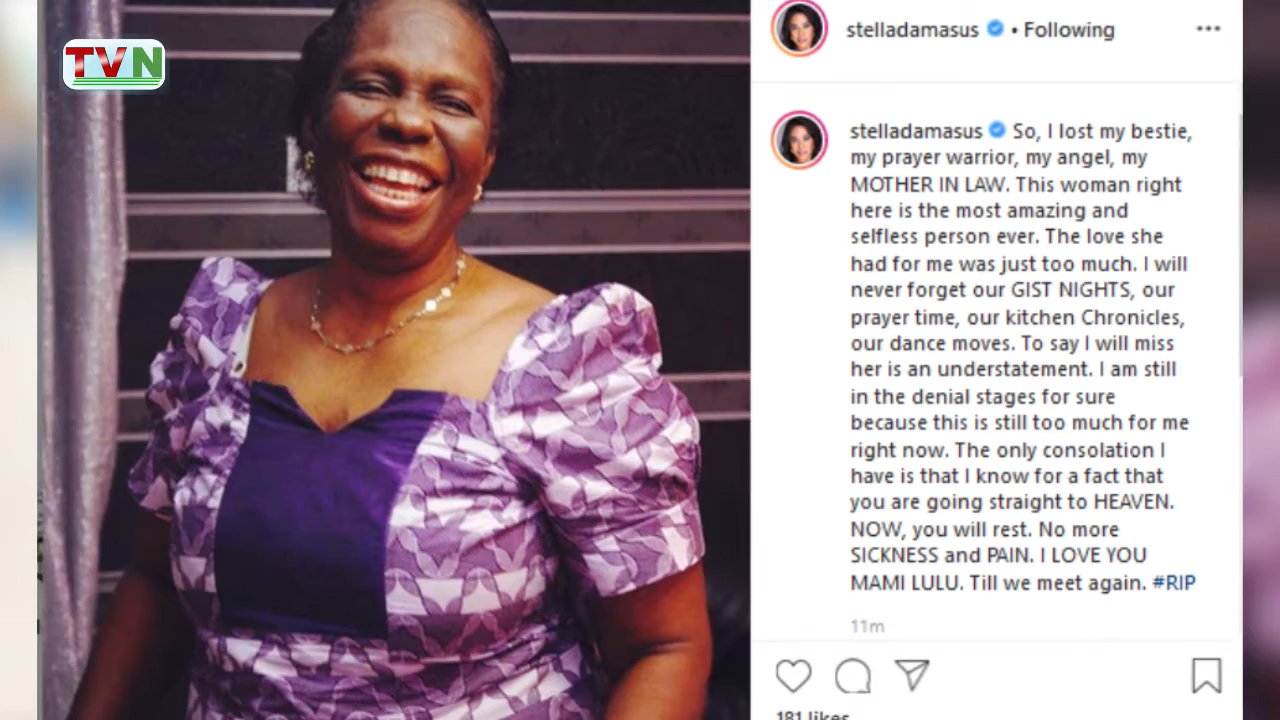 TVN
stelladamasus • Following
stelladamasus So, I lost my bestie,
my prayer warrior, my angel, my
MOTHER IN LAW. This woman right
here is the most amazing and
selfless person ever. The love she
had for me was just too much. I will
never forget our GIST NIGHTS, our
prayer time, our kitchen Chronicles,
our dance moves. To say I will miss
her is an understatement. I am still
in the denial stages for sure
because this is still too much for me
right now. The only consolation I
have is that I know for a fact that
you are going straight to HEAVEN.
NOW, you will rest. No more
SICKNESS and PAIN. I LOVE YOU
MAMI LULU. Till we meet again. #RIP
11m
181 likes